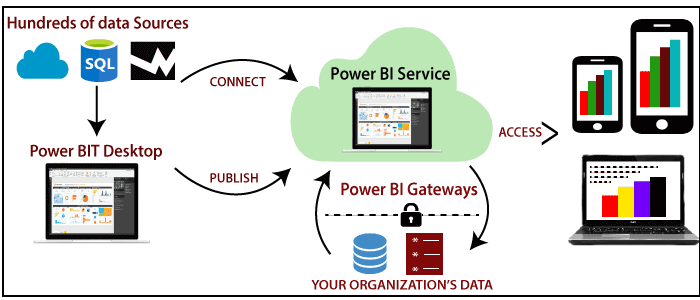 Hundreds of data Sources
SQL
CONNECT
Power BI Service
ACCESS
Power BIT Desktop
PUBLISH
Power BI Gateways
YOUR ORGANIZATION'S DATA